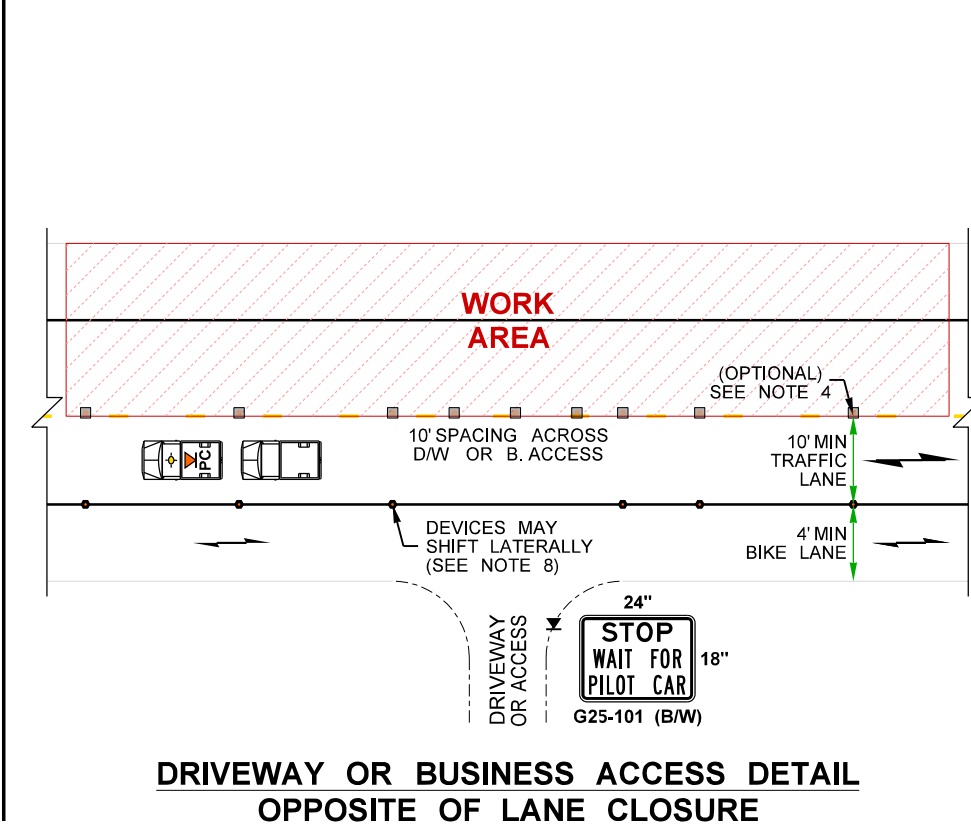 WORK
AREA
(OPTIONAL)
SEE NOTE 4
10' SPACING ACROSS
D/W OR B. ACCESS
10' MIN
TRAFFIC
LANE
PC
DEVICES MAY
SHIFT LATERALLY
(SEE NOTE 8)
4' MIN
BIKE LANE
DRIVEWAY
OR ACCESS
24"
STOP
WAIT FOR
PILOT CAR
18"
G25-101 (B/W)
DRIVEWAY OR BUSINESS ACCESS DETAIL
OPPOSITE OF LANE CLOSURE